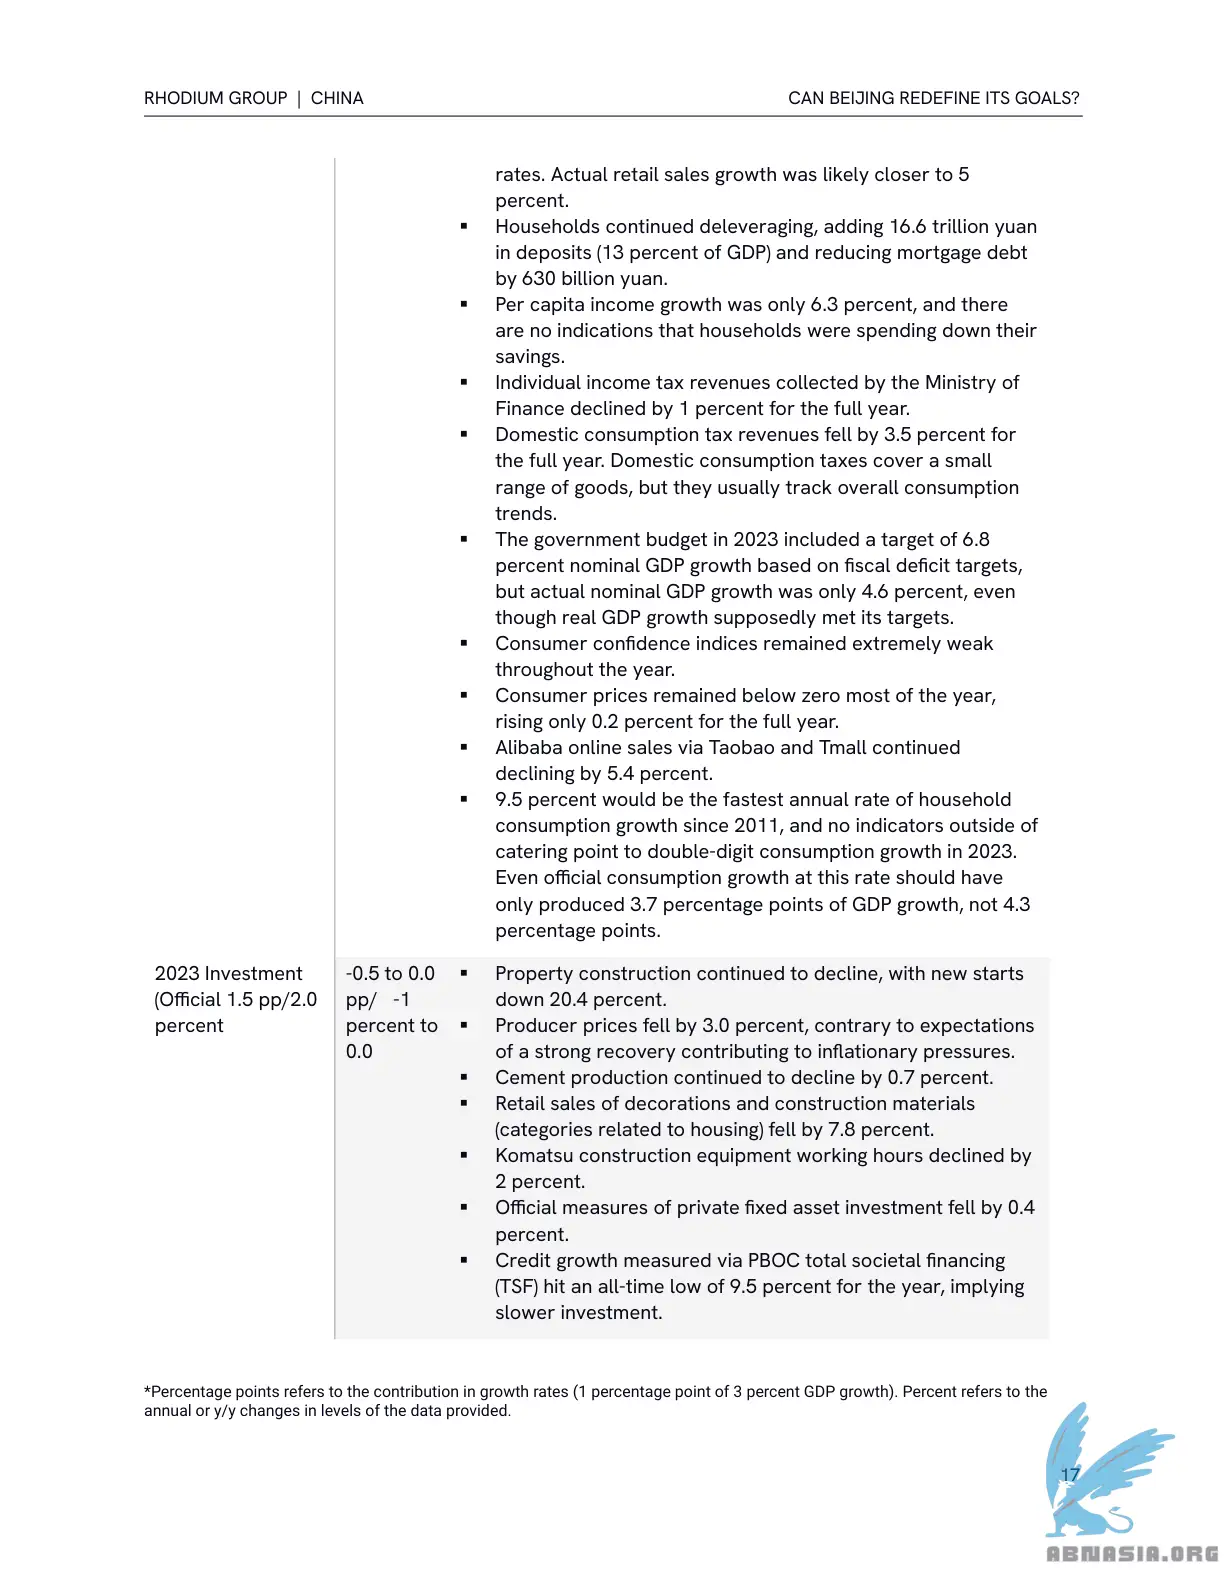 RHODIUM GROUP | CHINA
CAN BEIJING REDEFINE ITS GOALS?
rates. Actual retail sales growth was likely closer to 5
percent.
▪ Households continued deleveraging, adding 16.6 trillion yuan
in deposits (13 percent of GDP) and reducing mortgage debt
by 630 billion yuan.
▪ Per capita income growth was only 6.3 percent, and there
are no indications that households were spending down their
savings.
▪ Individual income tax revenues collected by the Ministry of
Finance declined by 1 percent for the full year.
▪ Domestic consumption tax revenues fell by 3.5 percent for
the full year. Domestic consumption taxes cover a small
range of goods, but they usually track overall consumption
trends.
▪ The government budget in 2023 included a target of 6.8
percent nominal GDP growth based on fiscal deficit targets,
but actual nominal GDP growth was only 4.6 percent, even
though real GDP growth supposedly met its targets.
▪ Consumer confidence indices remained extremely weak
throughout the year.
▪ Consumer prices remained below zero most of the year,
rising only 0.2 percent for the full year.
▪ Alibaba online sales via Taobao and Tmall continued
declining by 5.4 percent.
▪ 9.5 percent would be the fastest annual rate of household
consumption growth since 2011, and no indicators outside of
catering point to double-digit consumption growth in 2023.
Even official consumption growth at this rate should have
only produced 3.7 percentage points of GDP growth, not 4.3
percentage points.
2023 Investment
(Official 1.5 pp/2.0
percent
-0.5 to 0.0
pp/ -1
percent to
0.0
▪ Property construction continued to decline, with new starts
down 20.4 percent.
▪ Producer prices fell by 3.0 percent, contrary to expectations
of a strong recovery contributing to inflationary pressures.
▪ Cement production continued to decline by 0.7 percent.
▪ Retail sales of decorations and construction materials
(categories related to housing) fell by 7.8 percent.
▪ Komatsu construction equipment working hours declined by
2 percent.
▪ Official measures of private fixed asset investment fell by 0.4
percent.
▪ Credit growth measured via PBOC total societal financing
(TSF) hit an all-time low of 9.5 percent for the year, implying
slower investment.
*Percentage points refers to the contribution in growth rates (1 percentage point of 3 percent GDP growth). Percent refers to the
annual or y/y changes in levels of the data provided.
17
ABNASIA.ORG